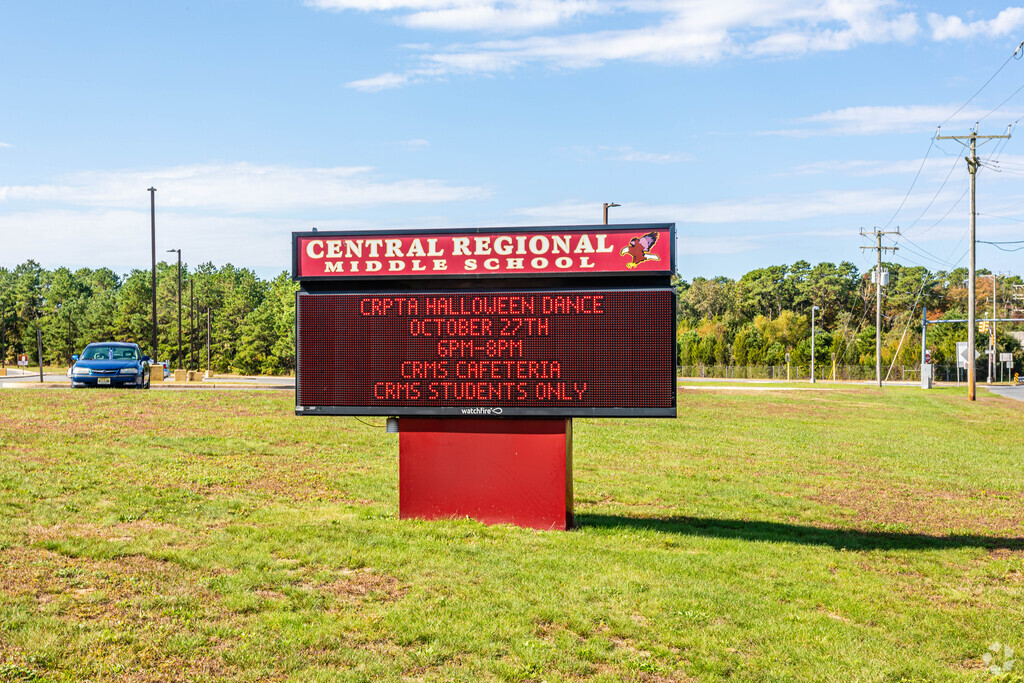 CENTRAL REGIONAL
MIDDLE SCHOOL
CRPTA HALLOWEEN DANCE
OCTOBER 27TH
6PM-8PM
CRMS CAFETERIA
CRMS STUDENTS ONLY
watchfire